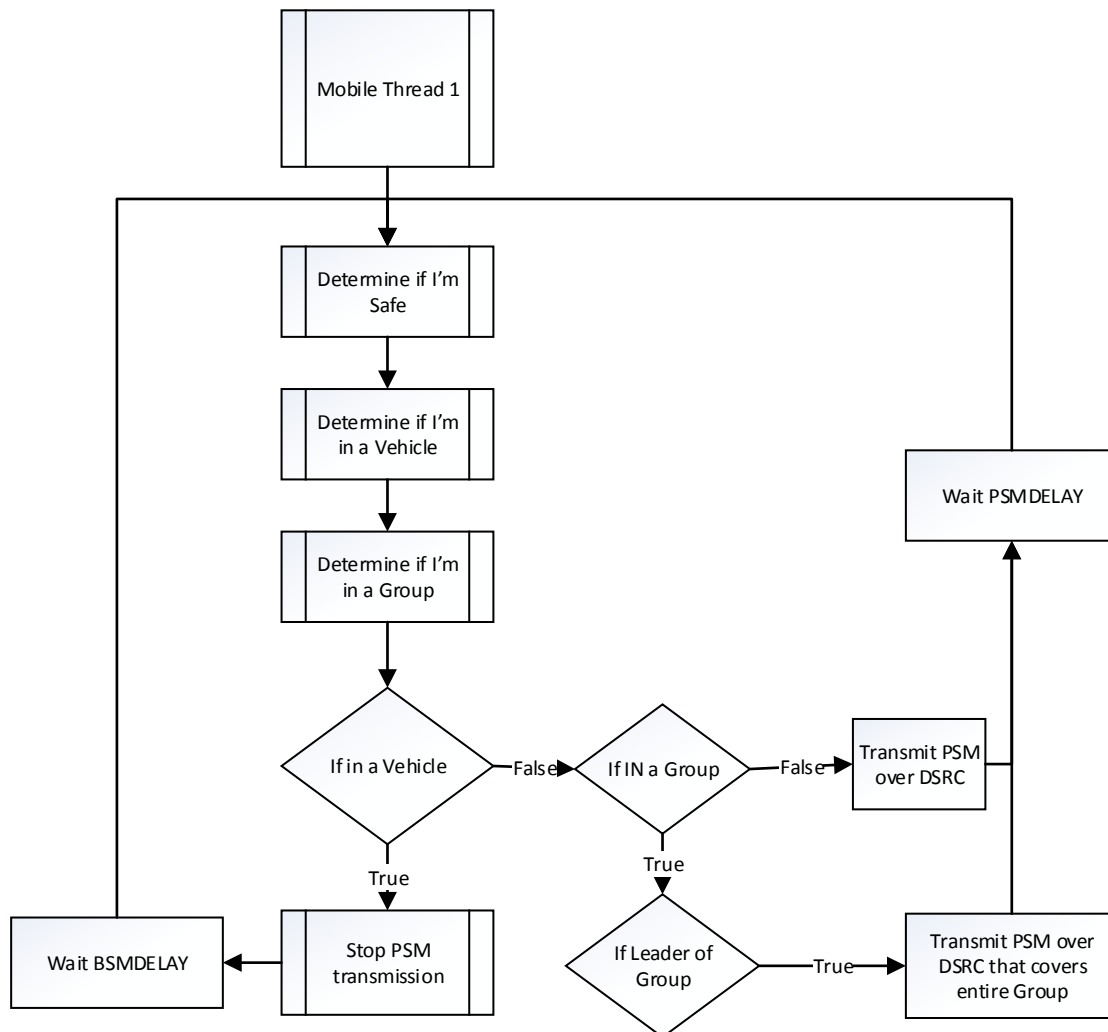 Mobile Thread 1
Determine if I'm
Safe
Determine if I'm
in a Vehicle
Wait PSMDELAY
Determine if I'm
in a Group
If in a Vehicle
False
If IN a Group
False
Transmit PSM
over DSRC
True
True
Wait BSMDELAY
Stop PSM
transmission
If Leader of
Group
True
Transmit PSM over
DSRC that covers
entire Group